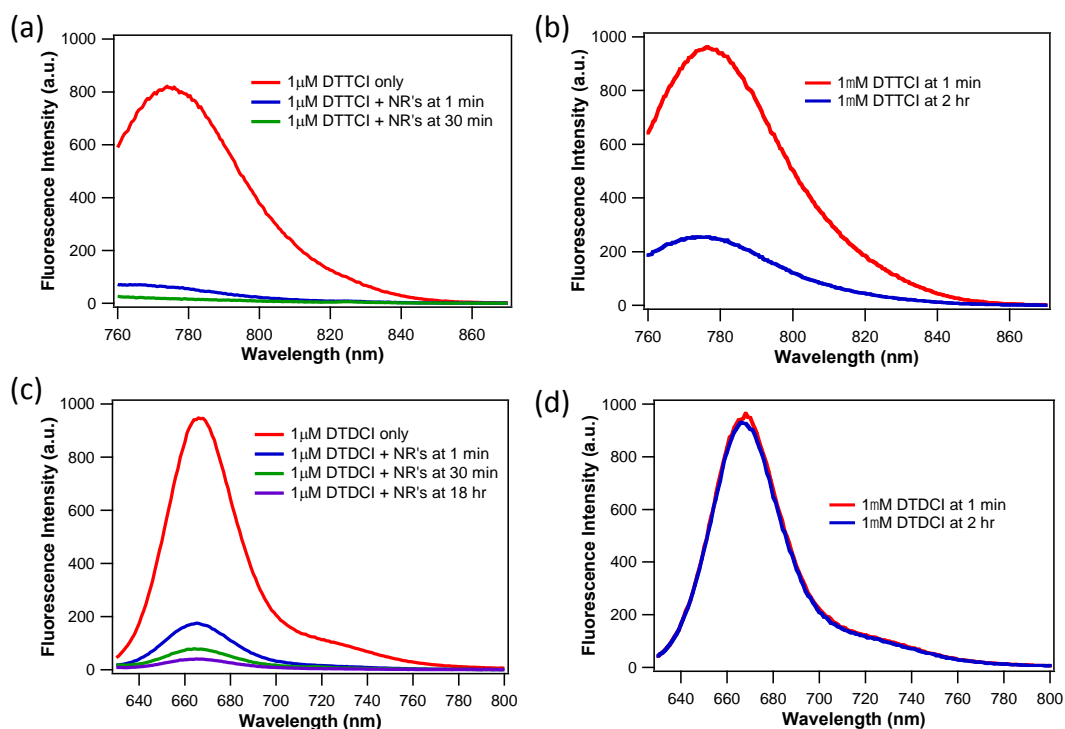 (a)
1000
800
600
400
200
0
Fluorescence Intensity (a.u.)
1μM DTTCI only
1μM DTTCI + NR's at 1 min
1μM DTTCI + NR's at 30 min
760 780 800 820 840 860
Wavelength (nm)
(b)
1000
800
600
400
200
0
Fluorescence Intensity (a.u.)
1mM DTTCI at 1 min
1mM DTTCI at 2 hr
760 780 800 820 840 860
Wavelength (nm)
(c)
1000
800
600
400
200
0
Fluorescence Intensity (a.u.)
1μM DTDCI only
1μM DTDCI + NR's at 1 min
1μM DTDCI + NR's at 30 min
1μM DTDCI + NR's at 18 hr
640 660 680 700 720 740 760 780 800
Wavelength (nm)
(d)
1000
800
600
400
200
0
Fluorescence Intensity (a.u.)
1mM DTDCI at 1 min
1mM DTDCI at 2 hr
640 660 680 700 720 740 760 780 800
Wavelength (nm)